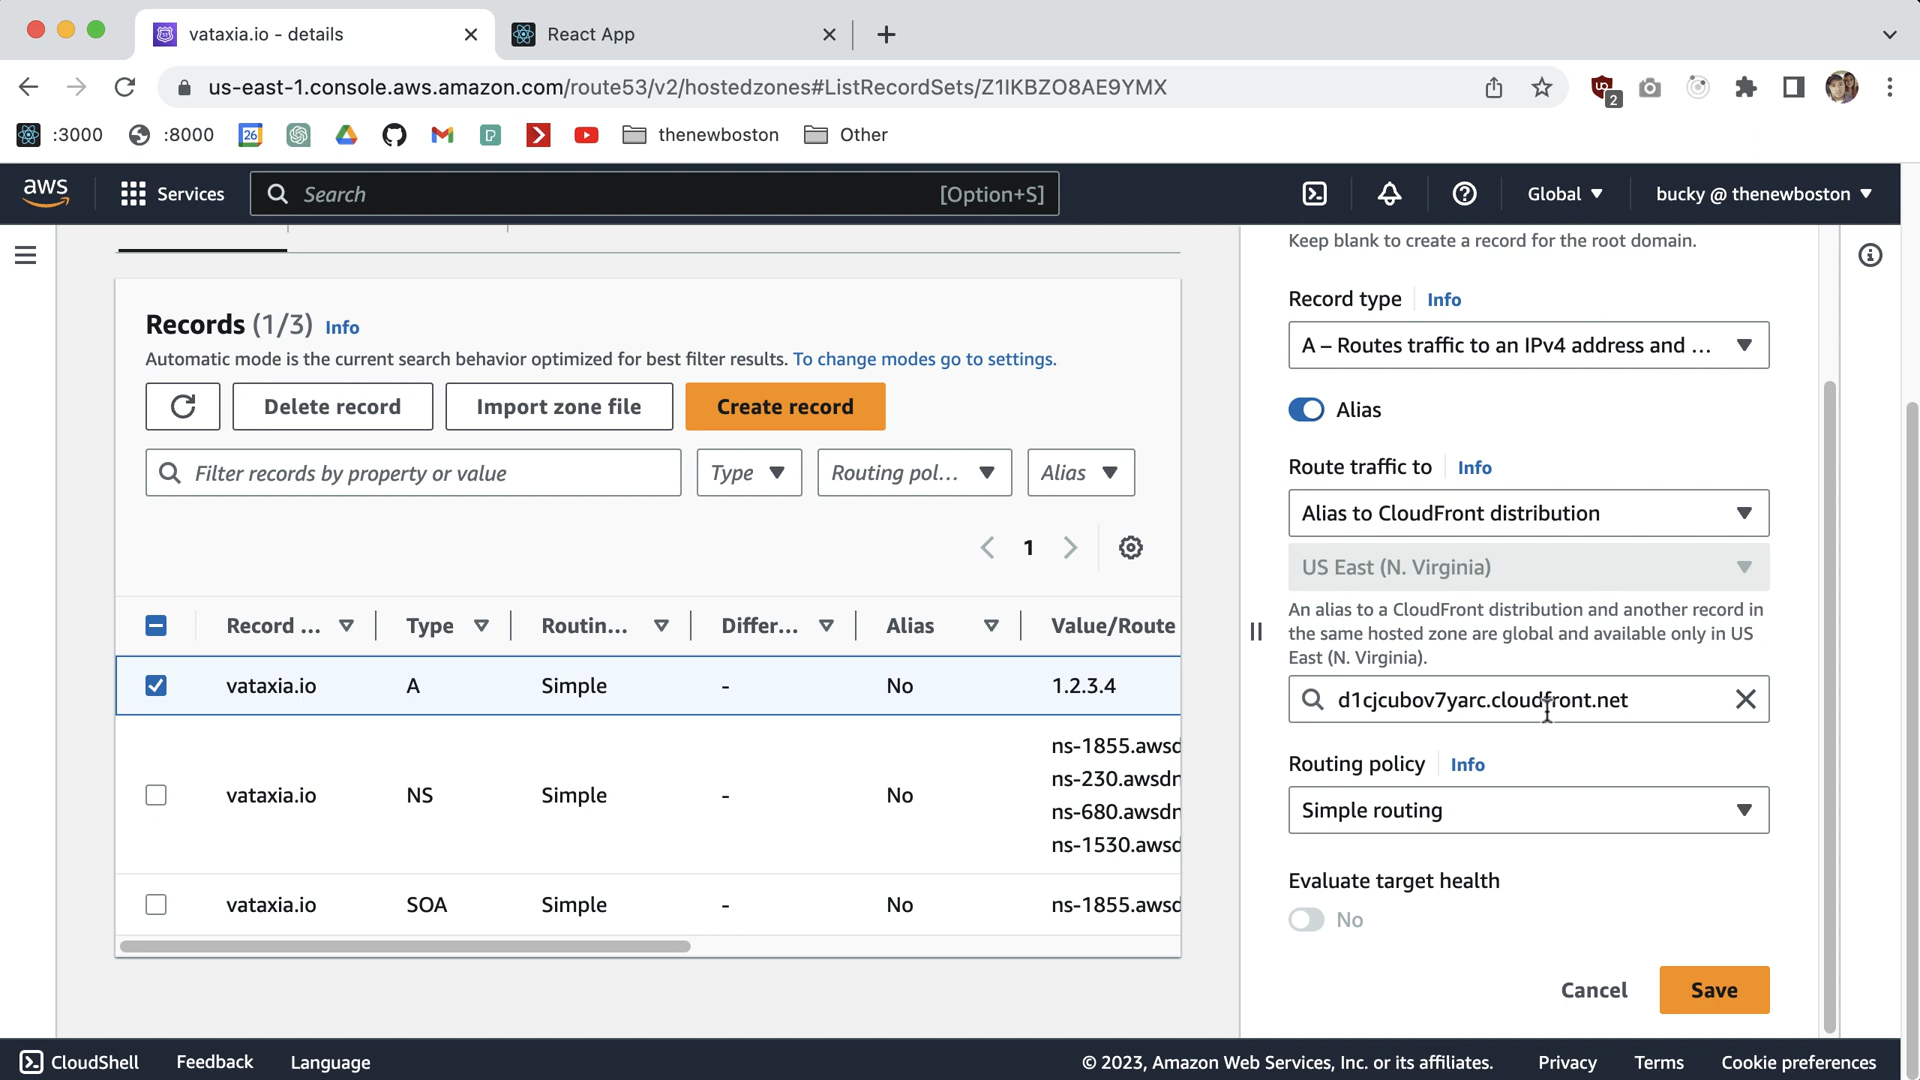 vataxia.io - details
React App
us-east-1.console.aws.amazon.com/route53/v2/hostedzones#ListRecordSets/Z1IKBZO8AE9YMX
2
:3000
:8000
26
thenewboston
Other
aws
Services
Search
[Option+S]
Global
bucky @ thenewboston
Records (1/3) Info
Automatic mode is the current search behavior optimized for best filter results. To change modes go to settings.
Delete record
Import zone file
Create record
Filter records by property or value
Type
Routing pol...
Alias
1
Record ... Type Routin... Differ... Alias Value/Route
vataxia.io A Simple - No 1.2.3.4
vataxia.io NS Simple - No
ns-1855.awsd
ns-230.awsdn
ns-680.awsdn
ns-1530.awsd
vataxia.io SOA Simple - No ns-1855.awsd
Keep blank to create a record for the root domain.
Record type Info
A – Routes traffic to an IPv4 address and ...
Alias
Route traffic to Info
Alias to CloudFront distribution
US East (N. Virginia)
An alias to a CloudFront distribution and another record in
the same hosted zone are global and available only in US
East (N. Virginia).
d1cjcubov7yarc.cloudfront.net
Routing policy Info
Simple routing
Evaluate target health
No
Cancel
Save
CloudShell
Feedback
Language
© 2023, Amazon Web Services, Inc. or its affiliates.
Privacy
Terms
Cookie preferences